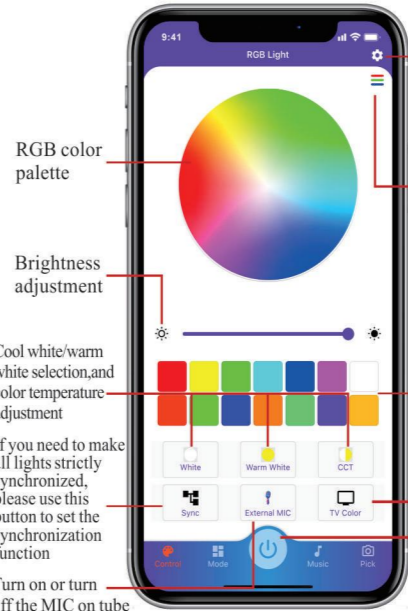 9:41
RGB Light
RGB color
palette
Brightness
adjustment
Cool white/warm
white selection,and
color temperature
adjustment
If you need to make
all lights strictly
synchronized,
please use this
button to set the
synchronization
function
Turn on or turn
off the MIC on tube
White
Warm White
CCT
Sync
External MIC
TV Color
Control
Mode
Music
Pick